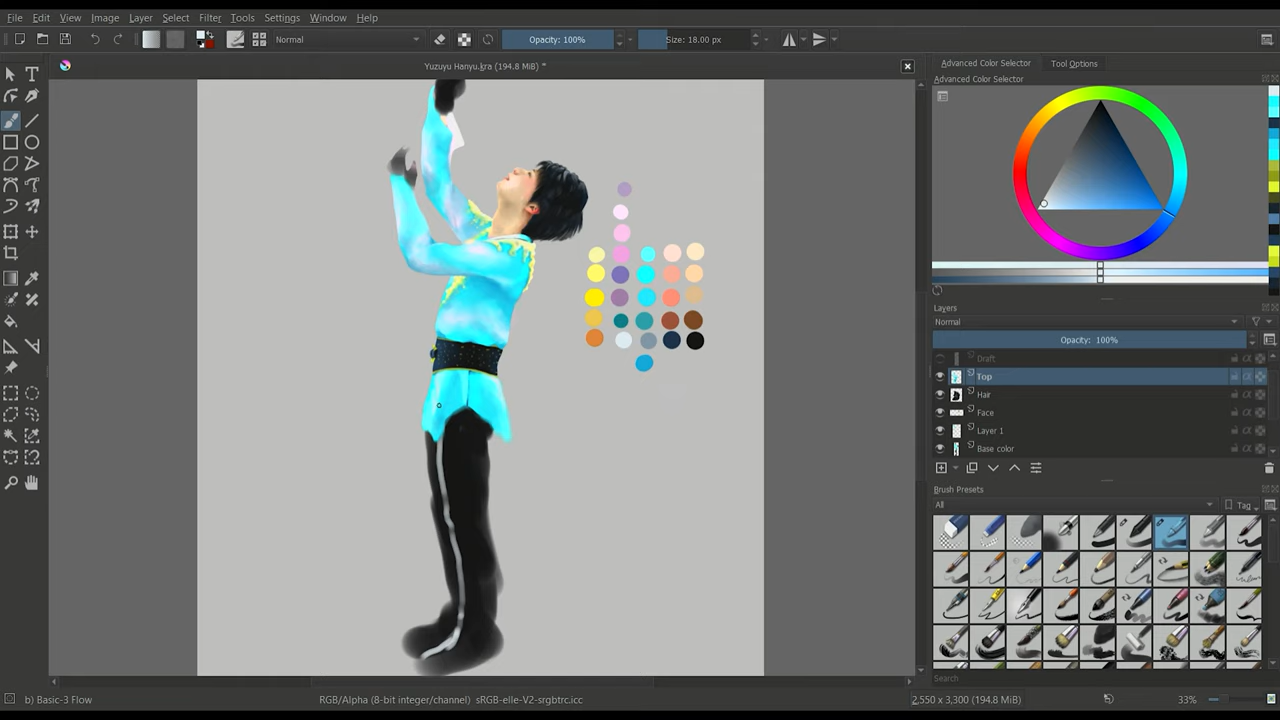 File Edit View Image Layer Select Filter Tools Settings Window Help
Normal Opacity: 100% Size: 18.00 px
Yuzuyu Hanyu.kra (194.8 MiB) *
Advanced Color Selector Tool Options
Advanced Color Selector
Layers
Normal
Opacity: 100%
Draft
Top
Hair
Face
Layer 1
Base color
Brush Presets
All Tag
Search
b) Basic-3 Flow RGB/Alpha (8-bit integer/channel) sRGB-elle-V2-srgbtrc.icc 2,550 x 3,300 (194.8 MiB) 33%